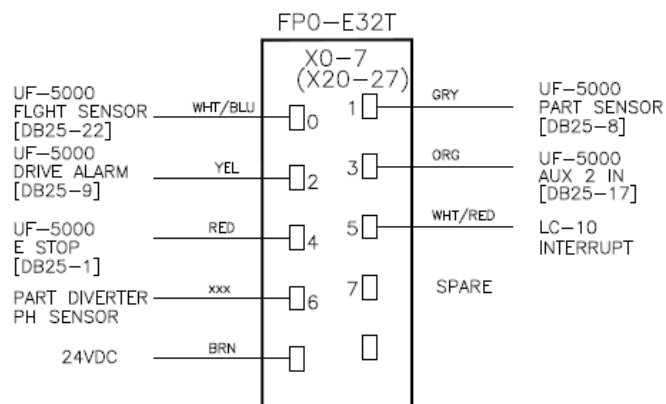 FP0-E32T
X0-7
(X20-27)
UF-5000
FLGHT SENSOR
[DB25-22]
WHT/BLU
0
1
GRY
UF-5000
PART SENSOR
[DB25-8]
UF-5000
DRIVE ALARM
[DB25-9]
YEL
2
3
ORG
UF-5000
AUX 2 IN
[DB25-17]
UF-5000
E STOP
[DB25-1]
RED
4
5
WHT/RED
LC-10
INTERRUPT
PART DIVERTER
PH SENSOR
xxx
6
7
SPARE
24VDC
BRN